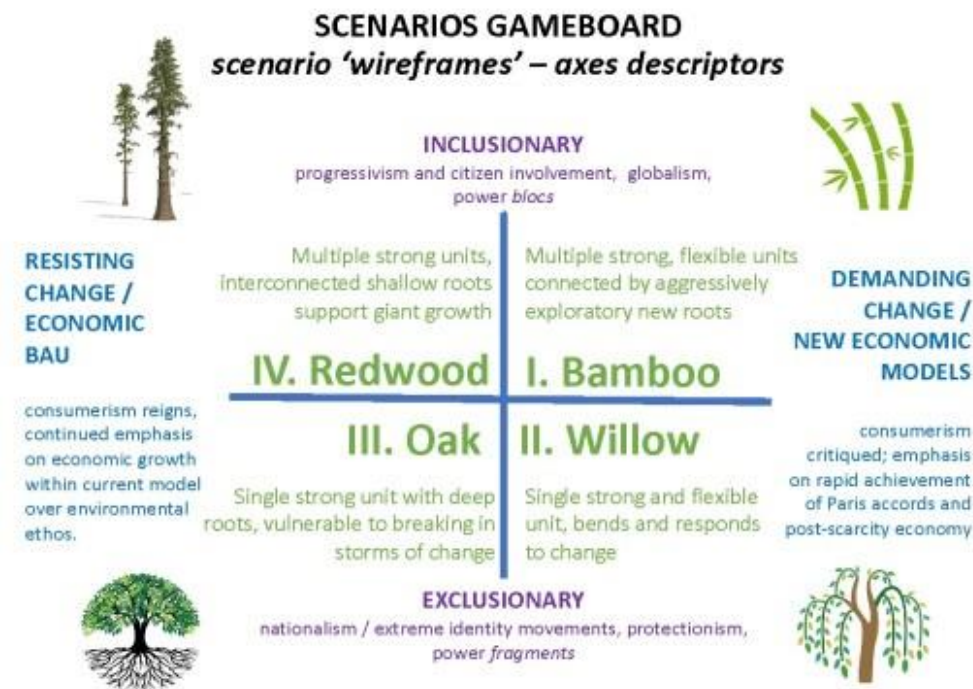 SCENARIOS GAMEBOARD
scenario ‘wireframes’ – axes descriptors
INCLUSIONARY
progressivism and citizen involvement, globalism,
power blocs
RESISTING
CHANGE /
ECONOMIC
BAU
consumerism reigns,
continued emphasis
on economic growth
within current model
over environmental
ethos.
Multiple strong units,
interconnected shallow roots
support giant growth
IV. Redwood
Multiple strong, flexible units
connected by aggressively
exploratory new roots
I. Bamboo
DEMANDING
CHANGE /
NEW ECONOMIC
MODELS
consumerism
critiqued; emphasis
on rapid achievement
of Paris accords and
post-scarcity economy
III. Oak
Single strong unit with deep
roots, vulnerable to breaking in
storms of change
II. Willow
Single strong and flexible
unit, bends and responds
to change
EXCLUSIONARY
nationalism / extreme identity movements, protectionism,
power fragments